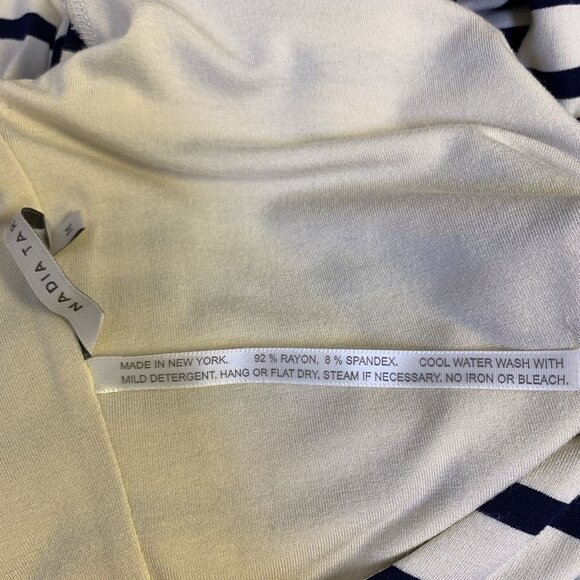 NADIA TAR
M
MADE IN NEW YORK. 92 % RAYON, 8 % SPANDEX. COOL WATER WASH WITH
MILD DETERGENT. HANG OR FLAT DRY. STEAM IF NECESSARY. NO IRON OR BLEACH.